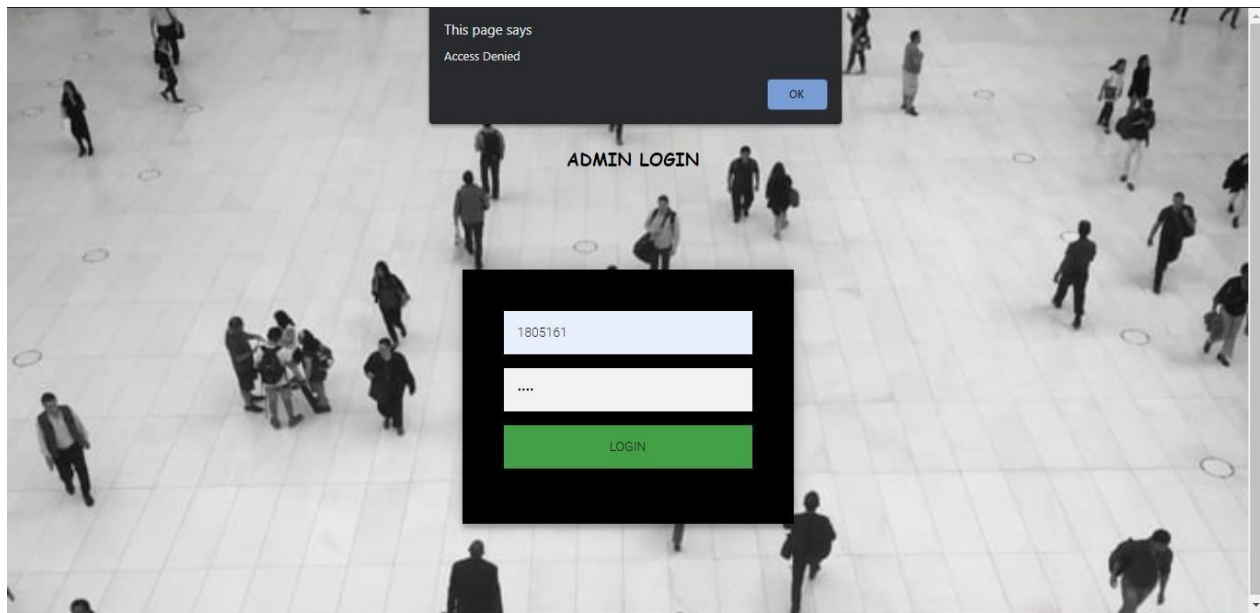 This page says
Access Denied
OK
ADMIN LOGIN
1805161
••••
LOGIN